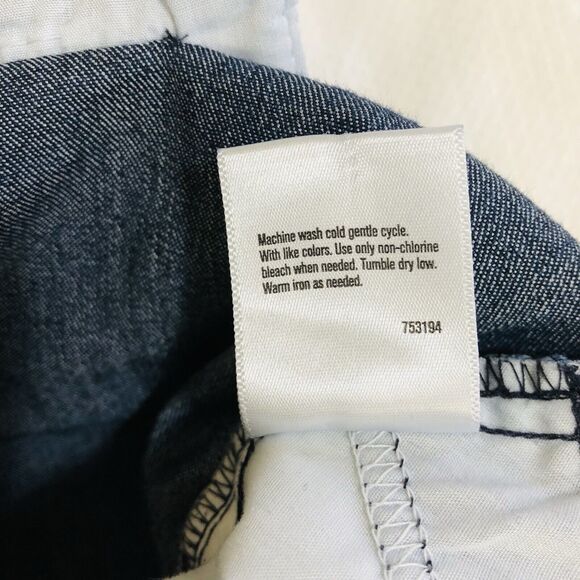 Machine wash cold gentle cycle.
With like colors. Use only non-chlorine
bleach when needed. Tumble dry low.
Warm iron as needed.
753194